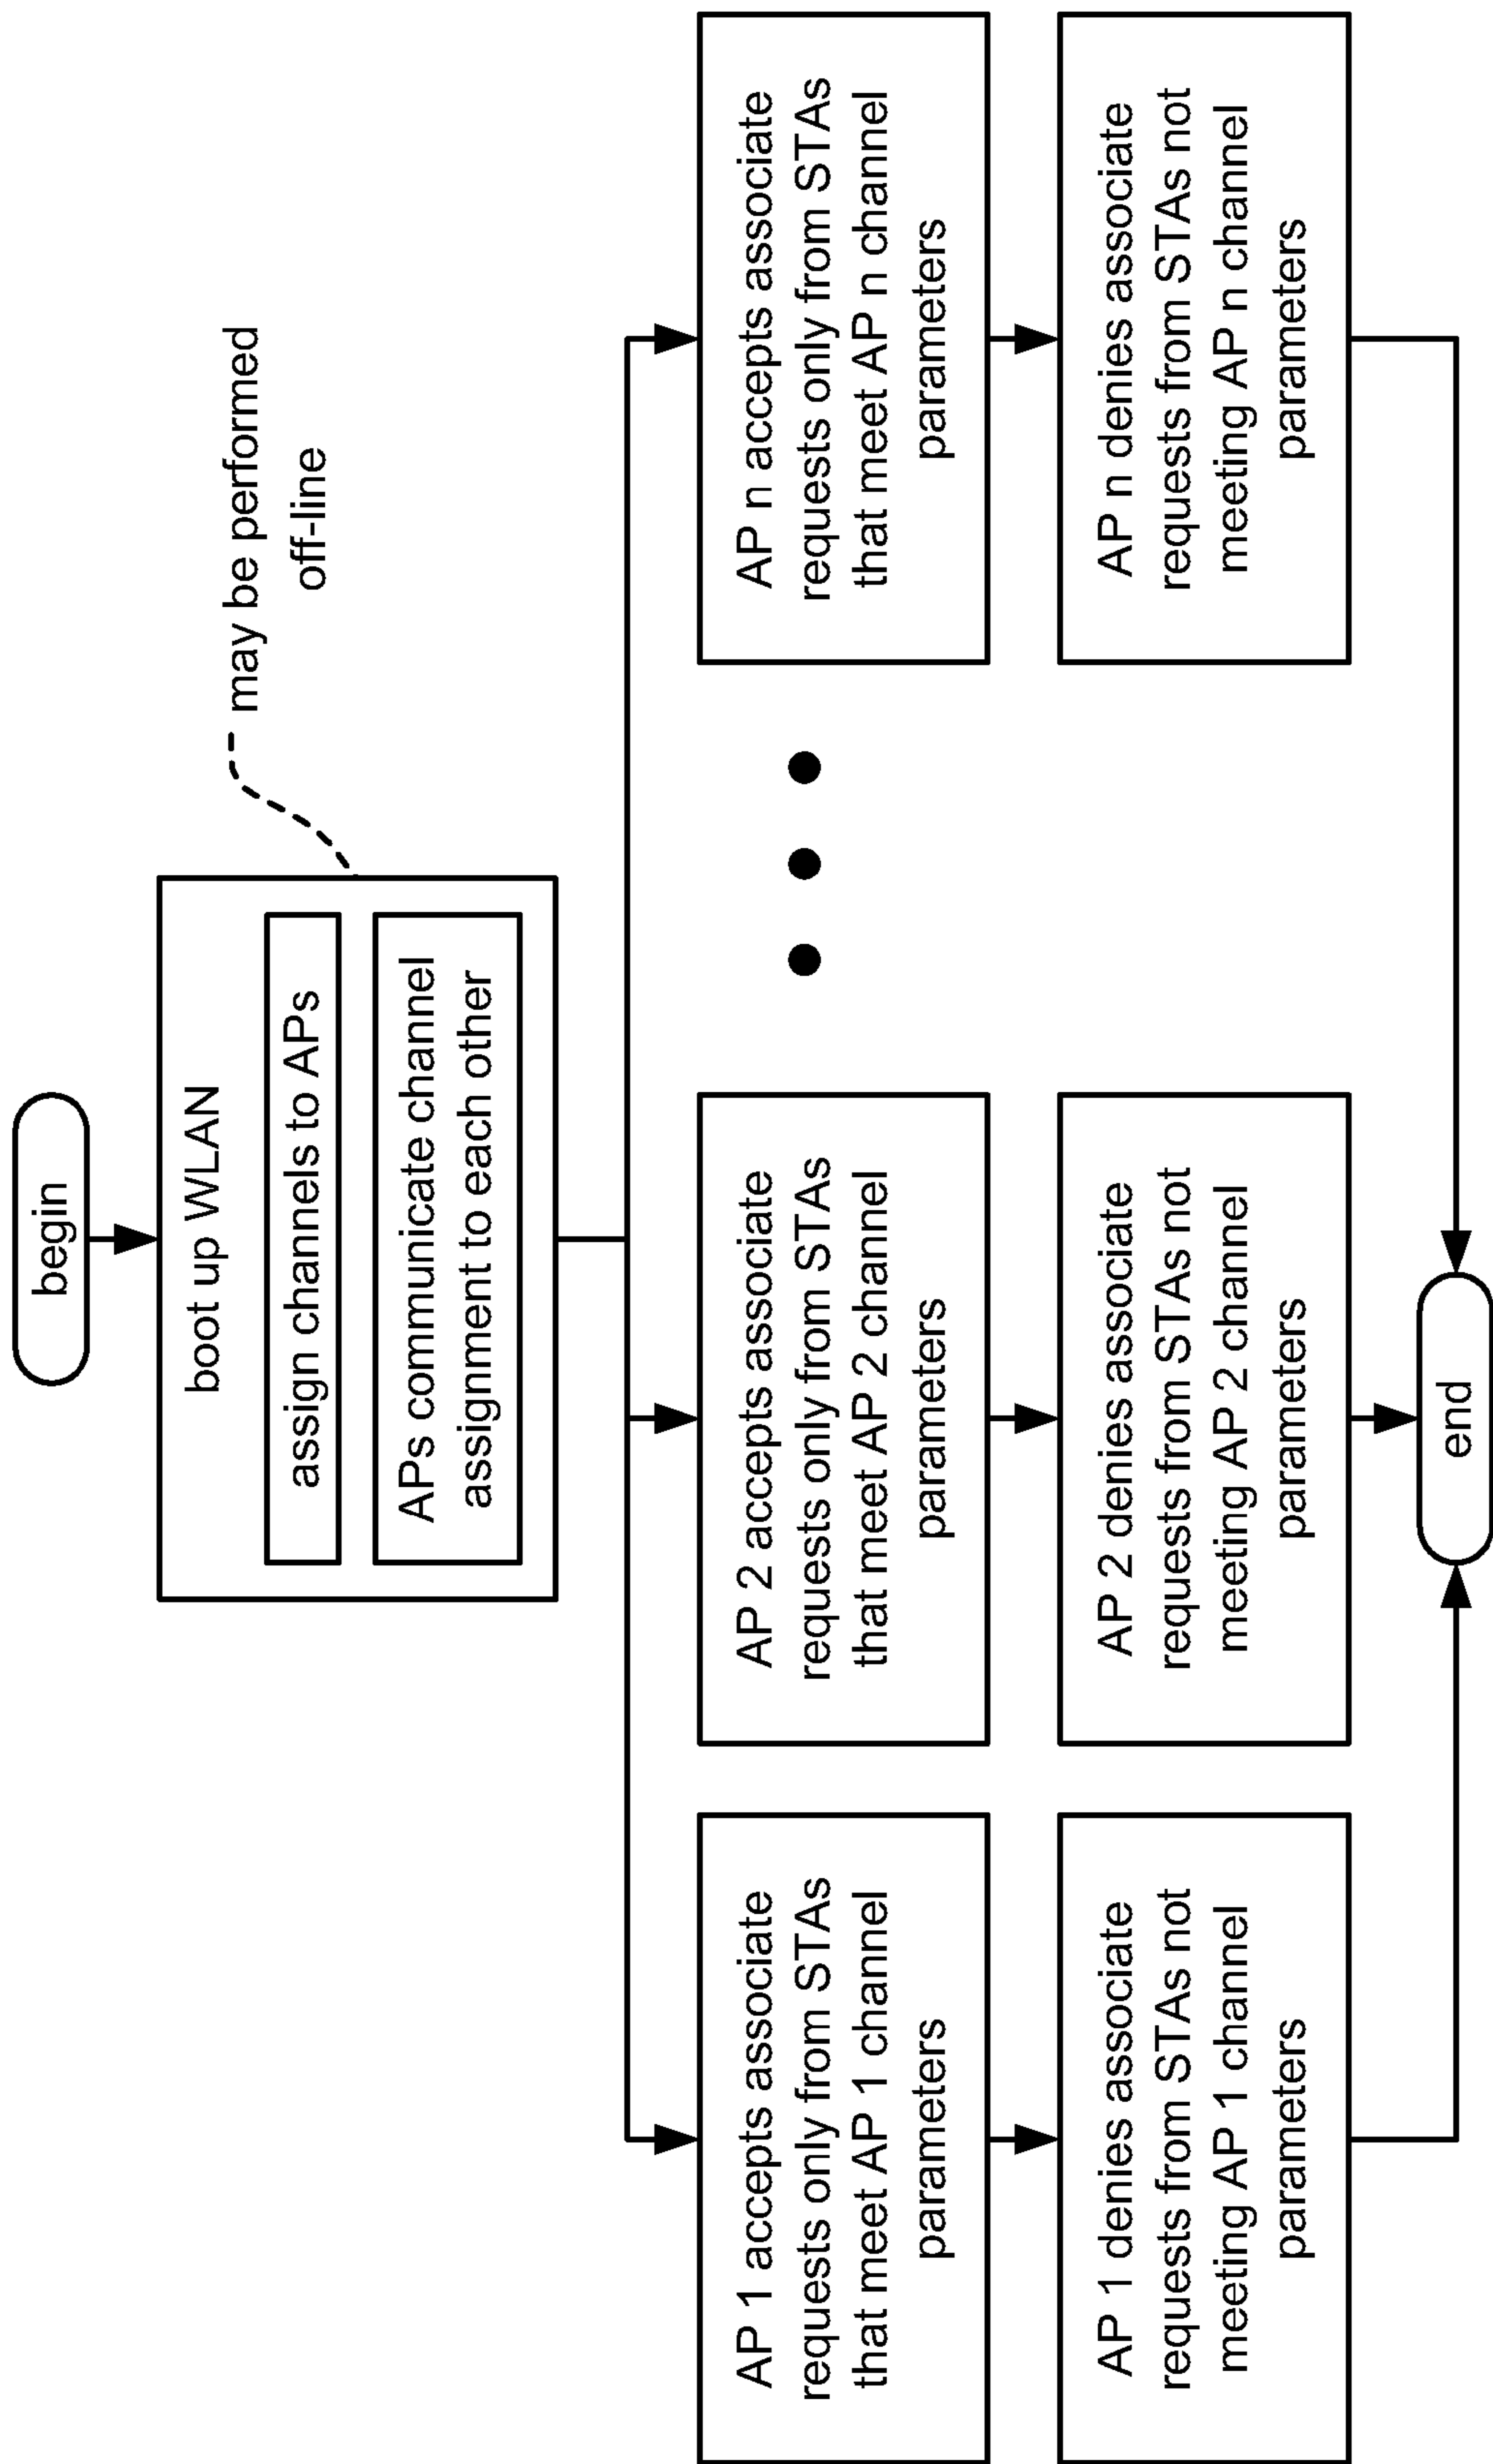 begin
boot up WLAN
may be performed
off-line
assign channels to APs
APs communicate channel
assignment to each other
AP 1 accepts associate
requests only from STAs
that meet AP 1 channel
parameters
AP 2 accepts associate
requests only from STAs
that meet AP 2 channel
parameters
AP n accepts associate
requests only from STAs
that meet AP n channel
parameters
AP 1 denies associate
requests from STAs not
meeting AP 1 channel
parameters
AP 2 denies associate
requests from STAs not
meeting AP 2 channel
parameters
AP n denies associate
requests from STAs not
meeting AP n channel
parameters
end